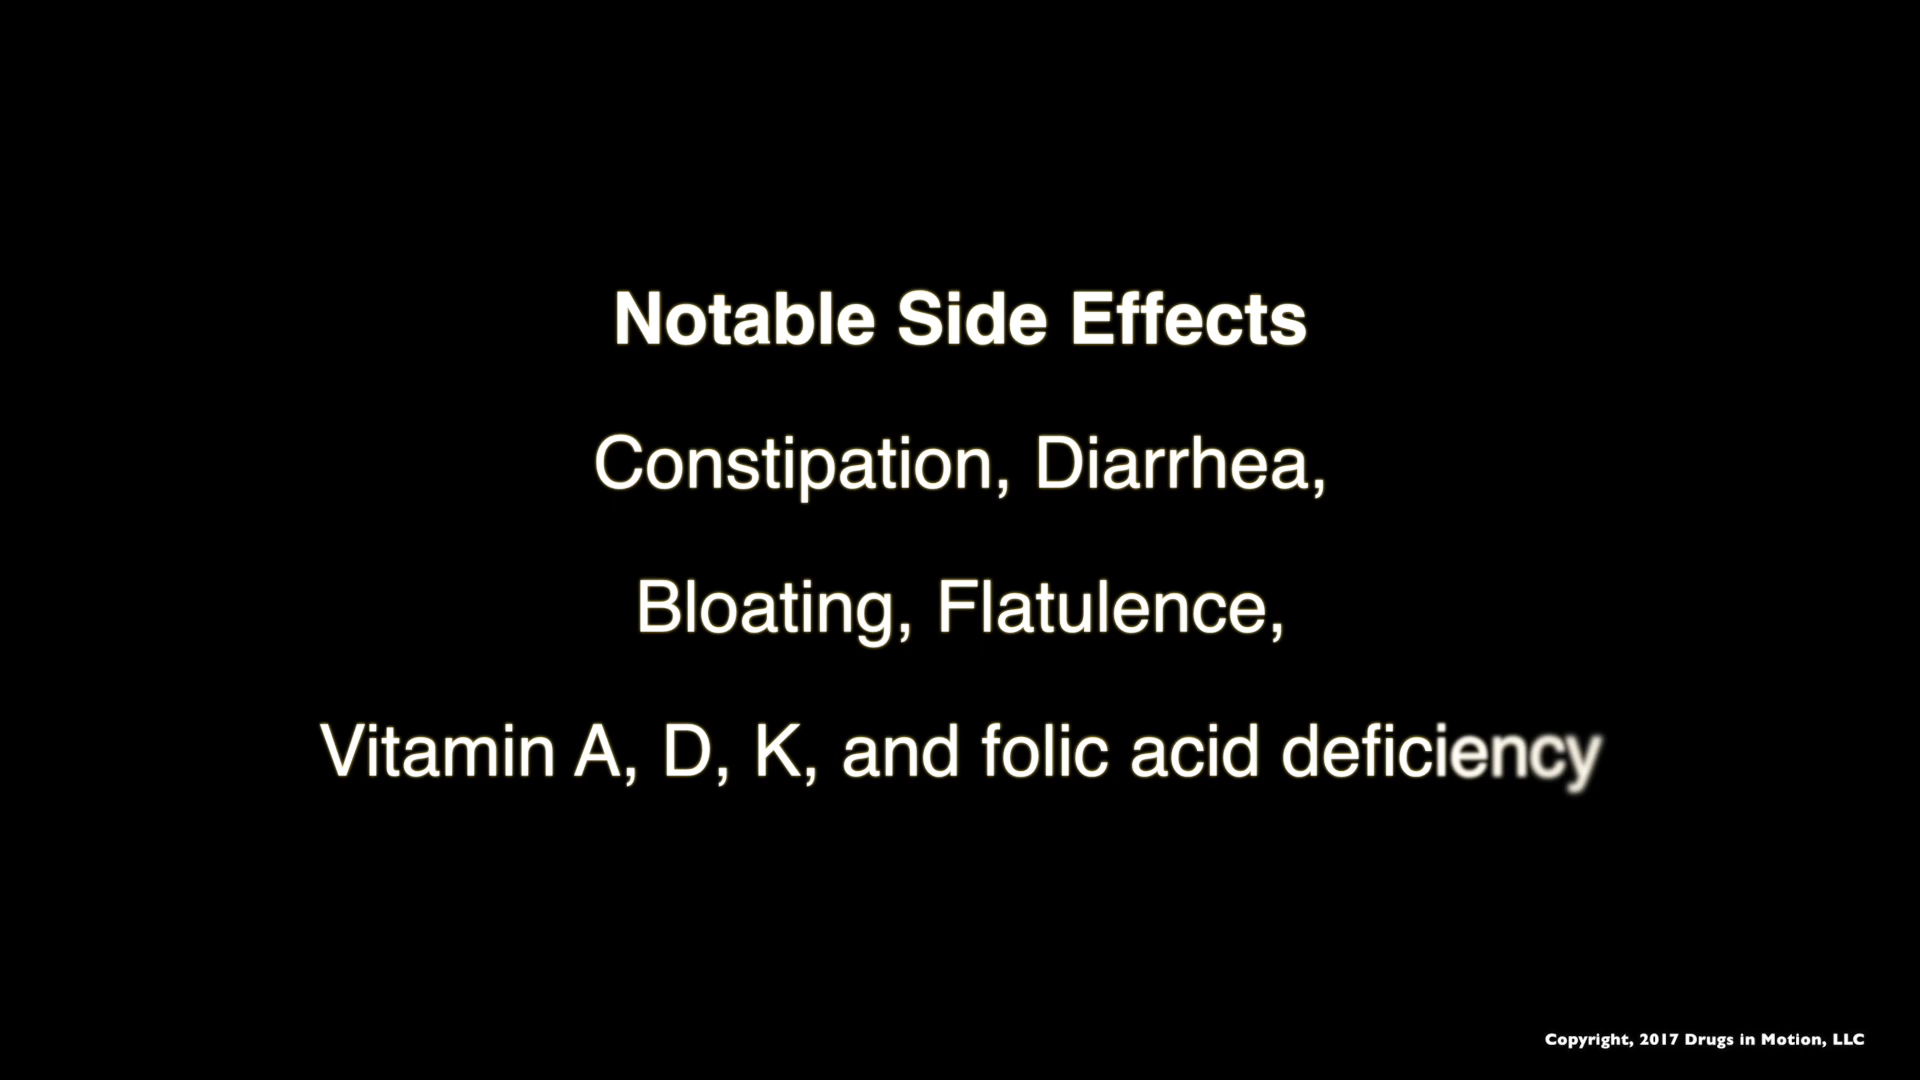 Notable Side Effects
Constipation, Diarrhea,
Bloating, Flatulence,
Vitamin A, D, K, and folic acid deficiency
Copyright, 2017 Drugs in Motion, LLC